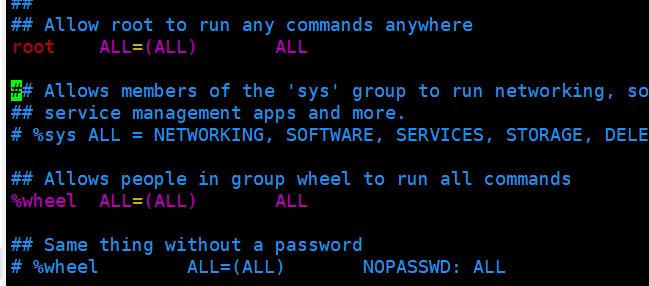 ##
## Allow root to run any commands anywhere
root    ALL=(ALL)       ALL
## Allows members of the 'sys' group to run networking, so
## service management apps and more.
# %sys ALL = NETWORKING, SOFTWARE, SERVICES, STORAGE, DELE
## Allows people in group wheel to run all commands
%wheel  ALL=(ALL)       ALL
## Same thing without a password
# %wheel        ALL=(ALL)       NOPASSWD: ALL